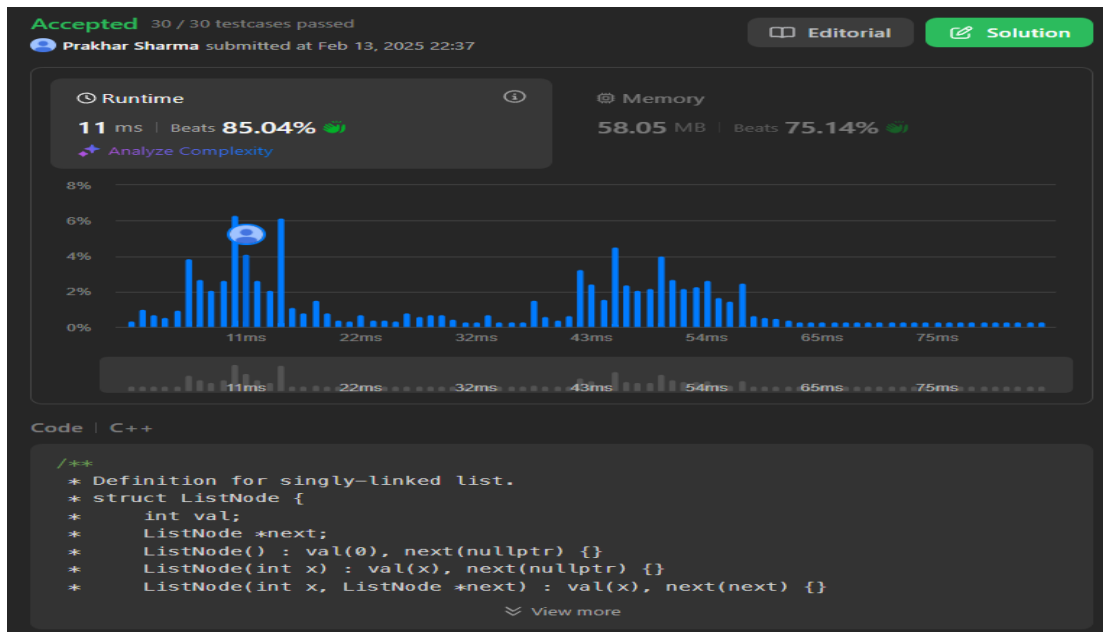 Accepted 30 / 30 testcases passed
Prakhar Sharma submitted at Feb 13, 2025 22:37
Editorial
Solution
Runtime
11 ms | Beats 85.04%
Analyze Complexity
Memory
58.05 MB | Beats 75.14%
8%
6%
4%
2%
0%
11ms 22ms 32ms 43ms 54ms 65ms 75ms
11ms 22ms 32ms 43ms 54ms 65ms 75ms
Code | C++
/**
* Definition for singly-linked list.
* struct ListNode {
*     int val;
*     ListNode *next;
*     ListNode() : val(0), next(nullptr) {}
*     ListNode(int x) : val(x), next(nullptr) {}
*     ListNode(int x, ListNode *next) : val(x), next(next) {}
View more